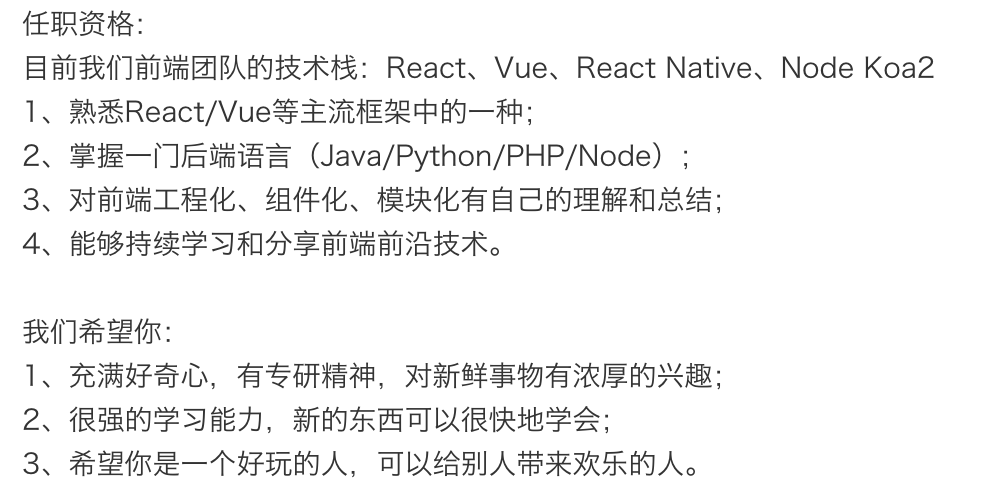 任职资格：
目前我们前端团队的技术栈：React、Vue、React Native、Node Koa2
1、熟悉React/Vue等主流框架中的一种；
2、掌握一门后端语言（Java/Python/PHP/Node）；
3、对前端工程化、组件化、模块化有自己的理解和总结；
4、能够持续学习和分享前端前沿技术。
我们希望你：
1、充满好奇心，有专研精神，对新鲜事物有浓厚的兴趣；
2、很强的学习能力，新的东西可以很快地学会；
3、希望你是一个好玩的人，可以给别人带来欢乐的人。